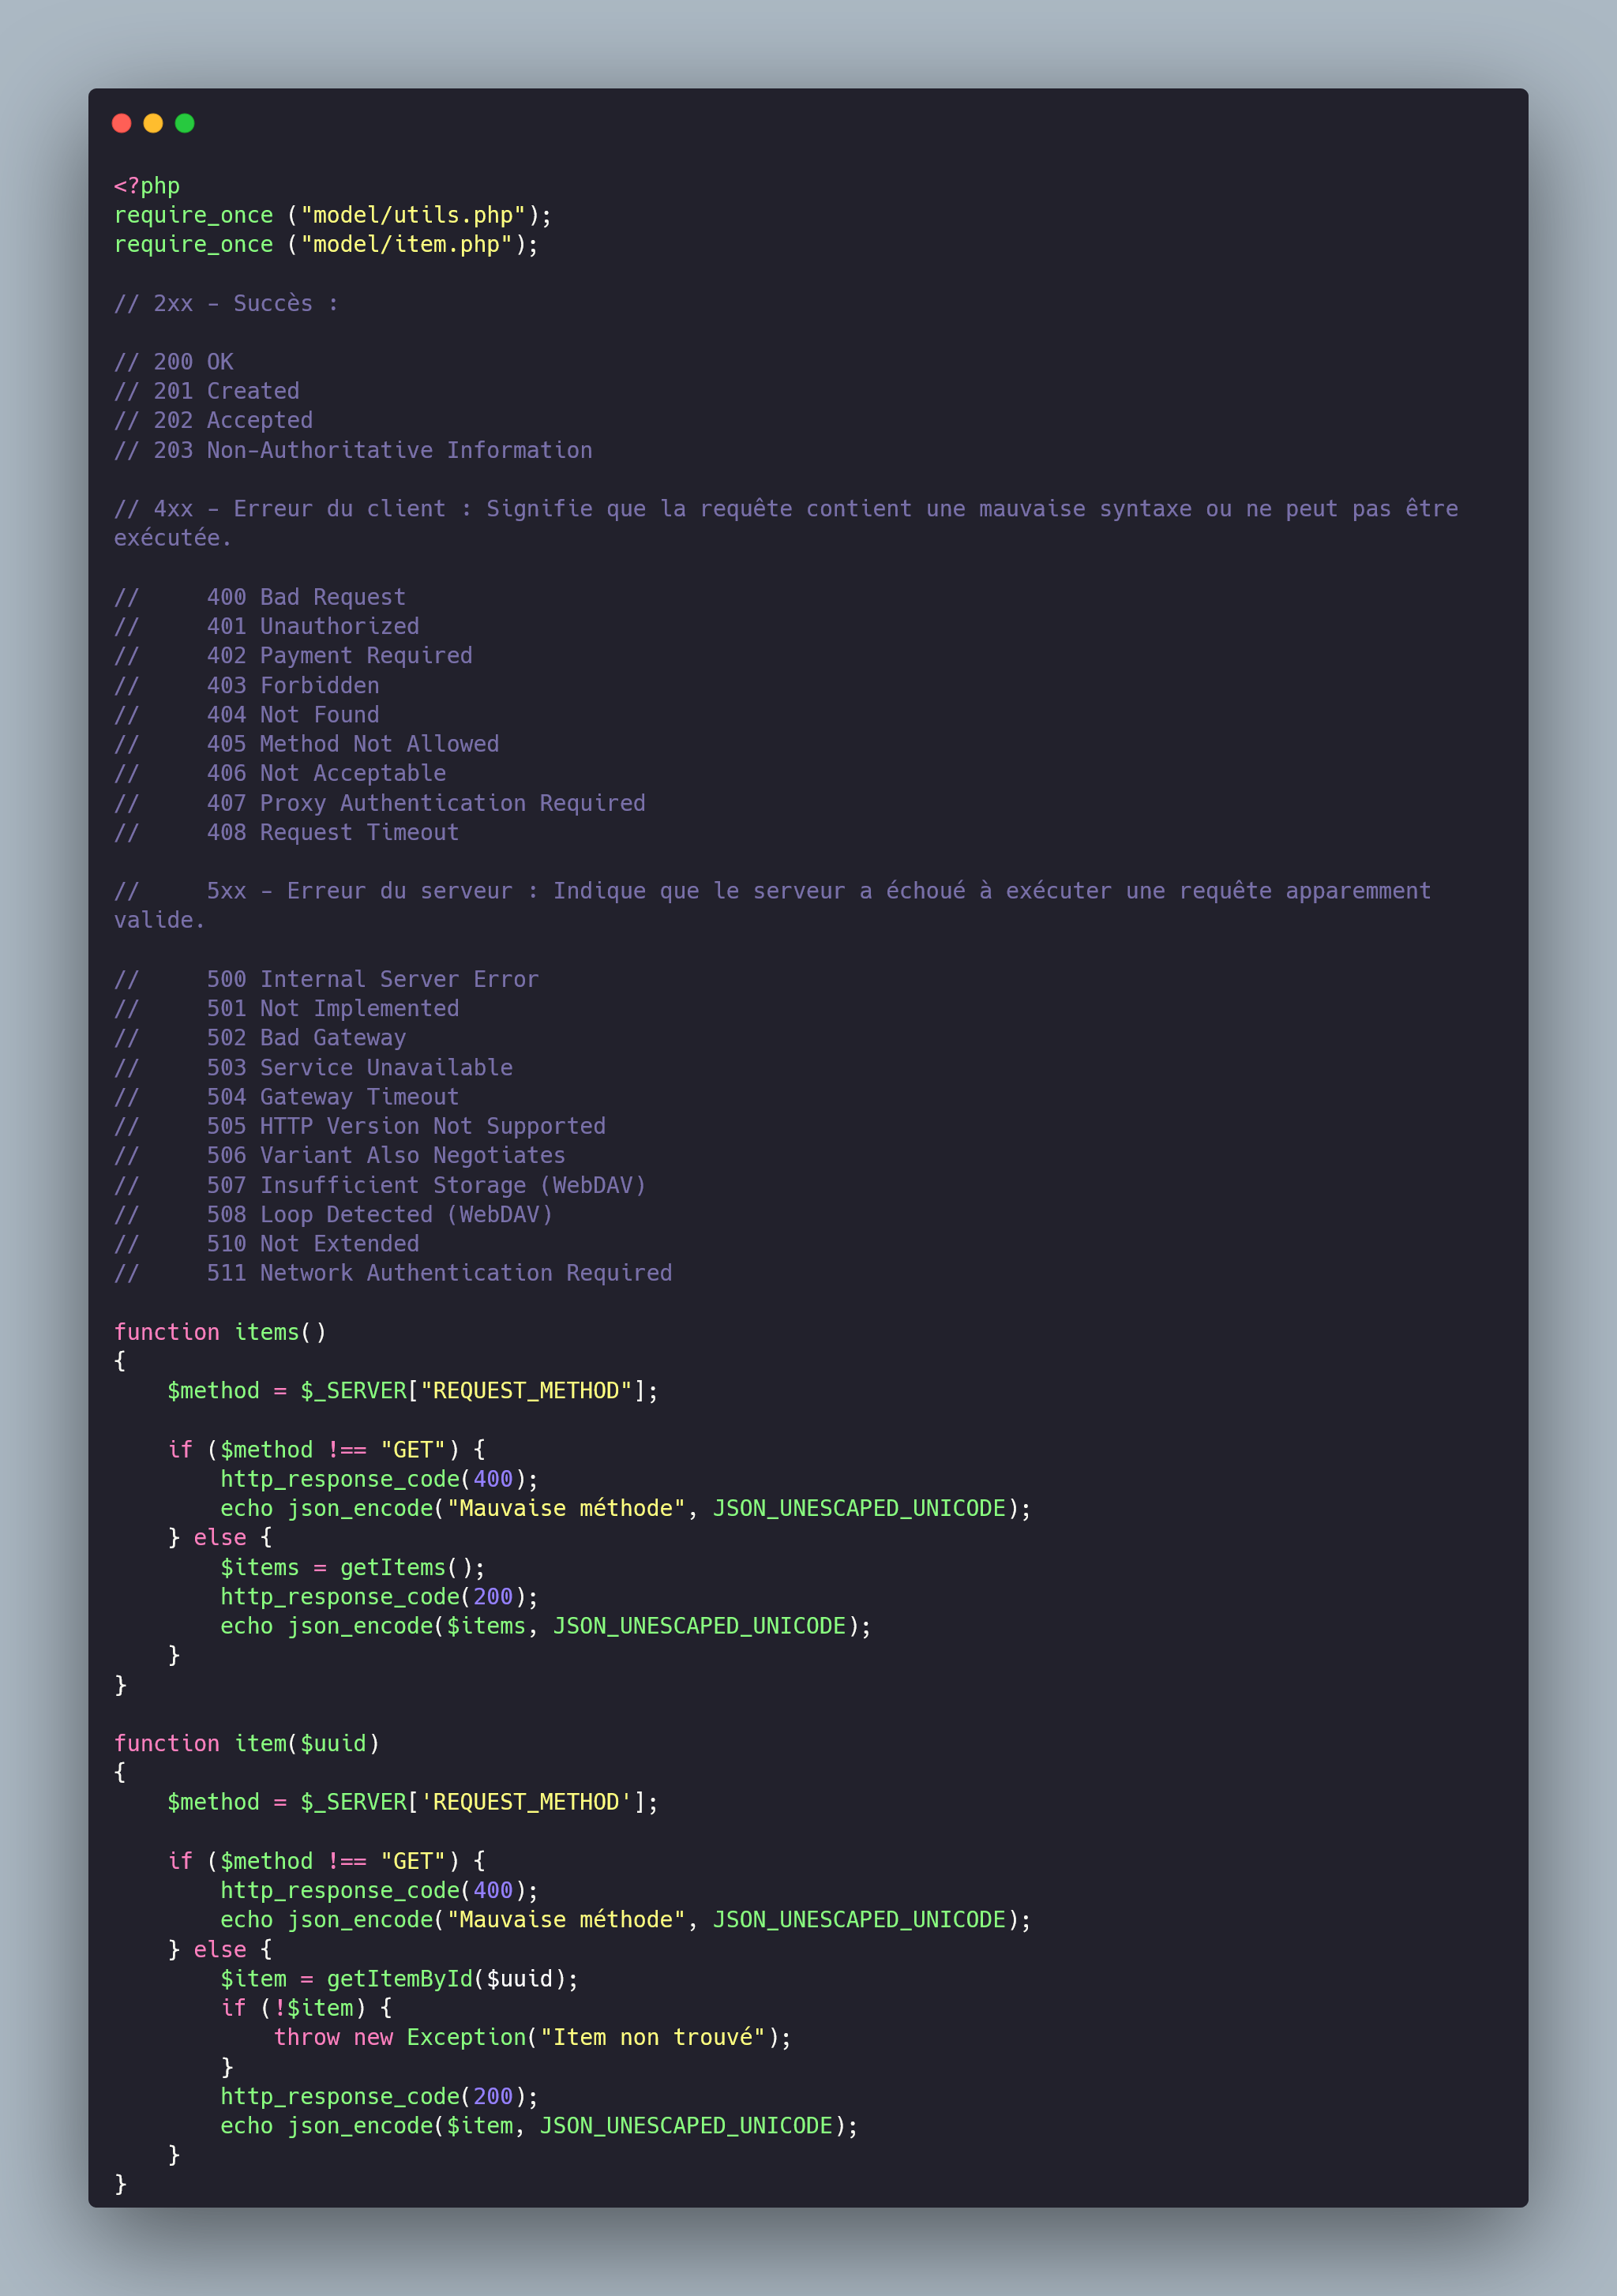 <?php
require_once ("model/utils.php");
require_once ("model/item.php");

// 2xx - Succès :

// 200 OK
// 201 Created
// 202 Accepted
// 203 Non-Authoritative Information

// 4xx - Erreur du client : Signifie que la requête contient une mauvaise syntaxe ou ne peut pas être
exécutée.

//     400 Bad Request
//     401 Unauthorized
//     402 Payment Required
//     403 Forbidden
//     404 Not Found
//     405 Method Not Allowed
//     406 Not Acceptable
//     407 Proxy Authentication Required
//     408 Request Timeout

//     5xx - Erreur du serveur : Indique que le serveur a échoué à exécuter une requête apparemment
valide.

//     500 Internal Server Error
//     501 Not Implemented
//     502 Bad Gateway
//     503 Service Unavailable
//     504 Gateway Timeout
//     505 HTTP Version Not Supported
//     506 Variant Also Negotiates
//     507 Insufficient Storage (WebDAV)
//     508 Loop Detected (WebDAV)
//     510 Not Extended
//     511 Network Authentication Required

function items()
{
    $method = $_SERVER["REQUEST_METHOD"];

    if ($method !== "GET") {
        http_response_code(400);
        echo json_encode("Mauvaise méthode", JSON_UNESCAPED_UNICODE);
    } else {
        $items = getItems();
        http_response_code(200);
        echo json_encode($items, JSON_UNESCAPED_UNICODE);
    }
}

function item($uuid)
{
    $method = $_SERVER['REQUEST_METHOD'];

    if ($method !== "GET") {
        http_response_code(400);
        echo json_encode("Mauvaise méthode", JSON_UNESCAPED_UNICODE);
    } else {
        $item = getItemById($uuid);
        if (!$item) {
            throw new Exception("Item non trouvé");
        }
        http_response_code(200);
        echo json_encode($item, JSON_UNESCAPED_UNICODE);
    }
}